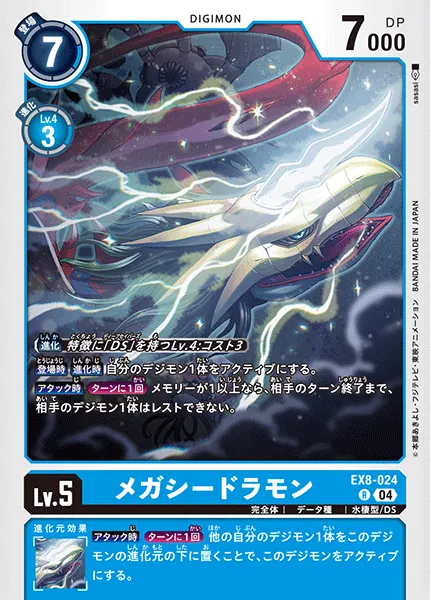 DIGIMON
登場
7
7000
DP
進化
Lv.4
3
sasasi
© 本郷あきよし・フジテレビ・東映アニメーション BANDAI MADE IN JAPAN
進化 特徴に「DS」を持つLv.4:コスト3
登場時 進化時 自分のデジモン1体をアクティブにする。
アタック時 ターンに1回 メモリーが1以上なら、相手のターン終了まで、
相手のデジモン1体はレストできない。
EX8-024
R 04
Lv.5
メガシードラモン
完全体 データ種 水棲型/DS
進化元効果
アタック時 ターンに1回 他の自分のデジモン1体をこのデジ
モンの進化元の下に置くことで、このデジモンをアクティブ
にする。